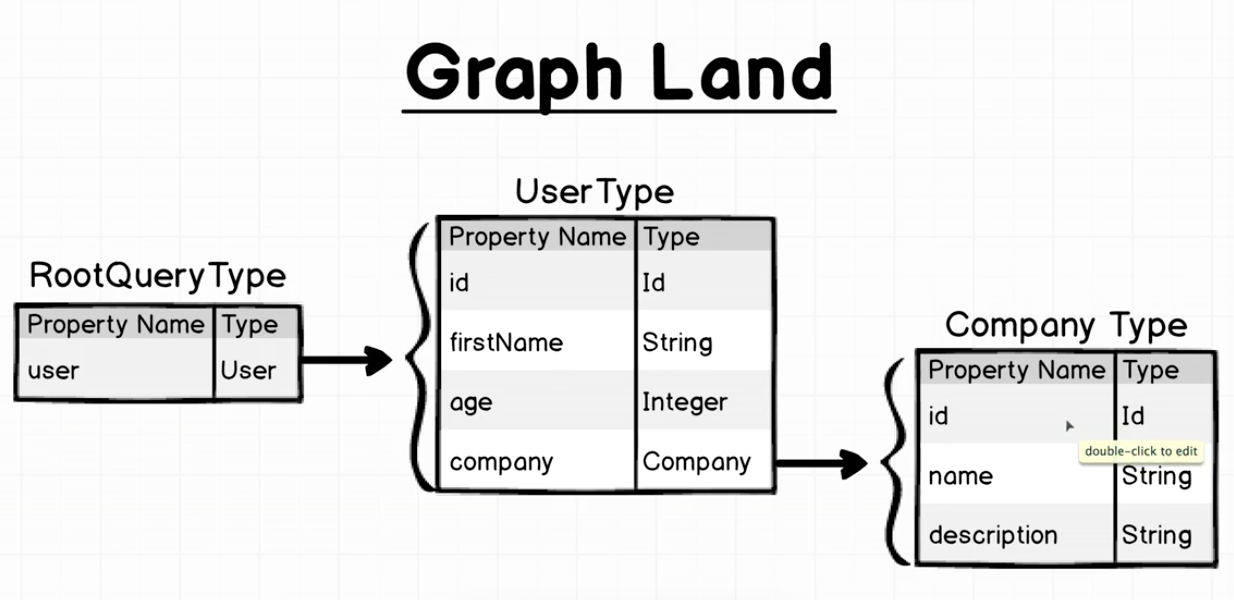 Graph Land
RootQueryType
Property Name Type
user User
UserType
Property Name Type
id Id
firstName String
age Integer
company Company
Company Type
Property Name Type
id Id
double-click to edit
name String
description String